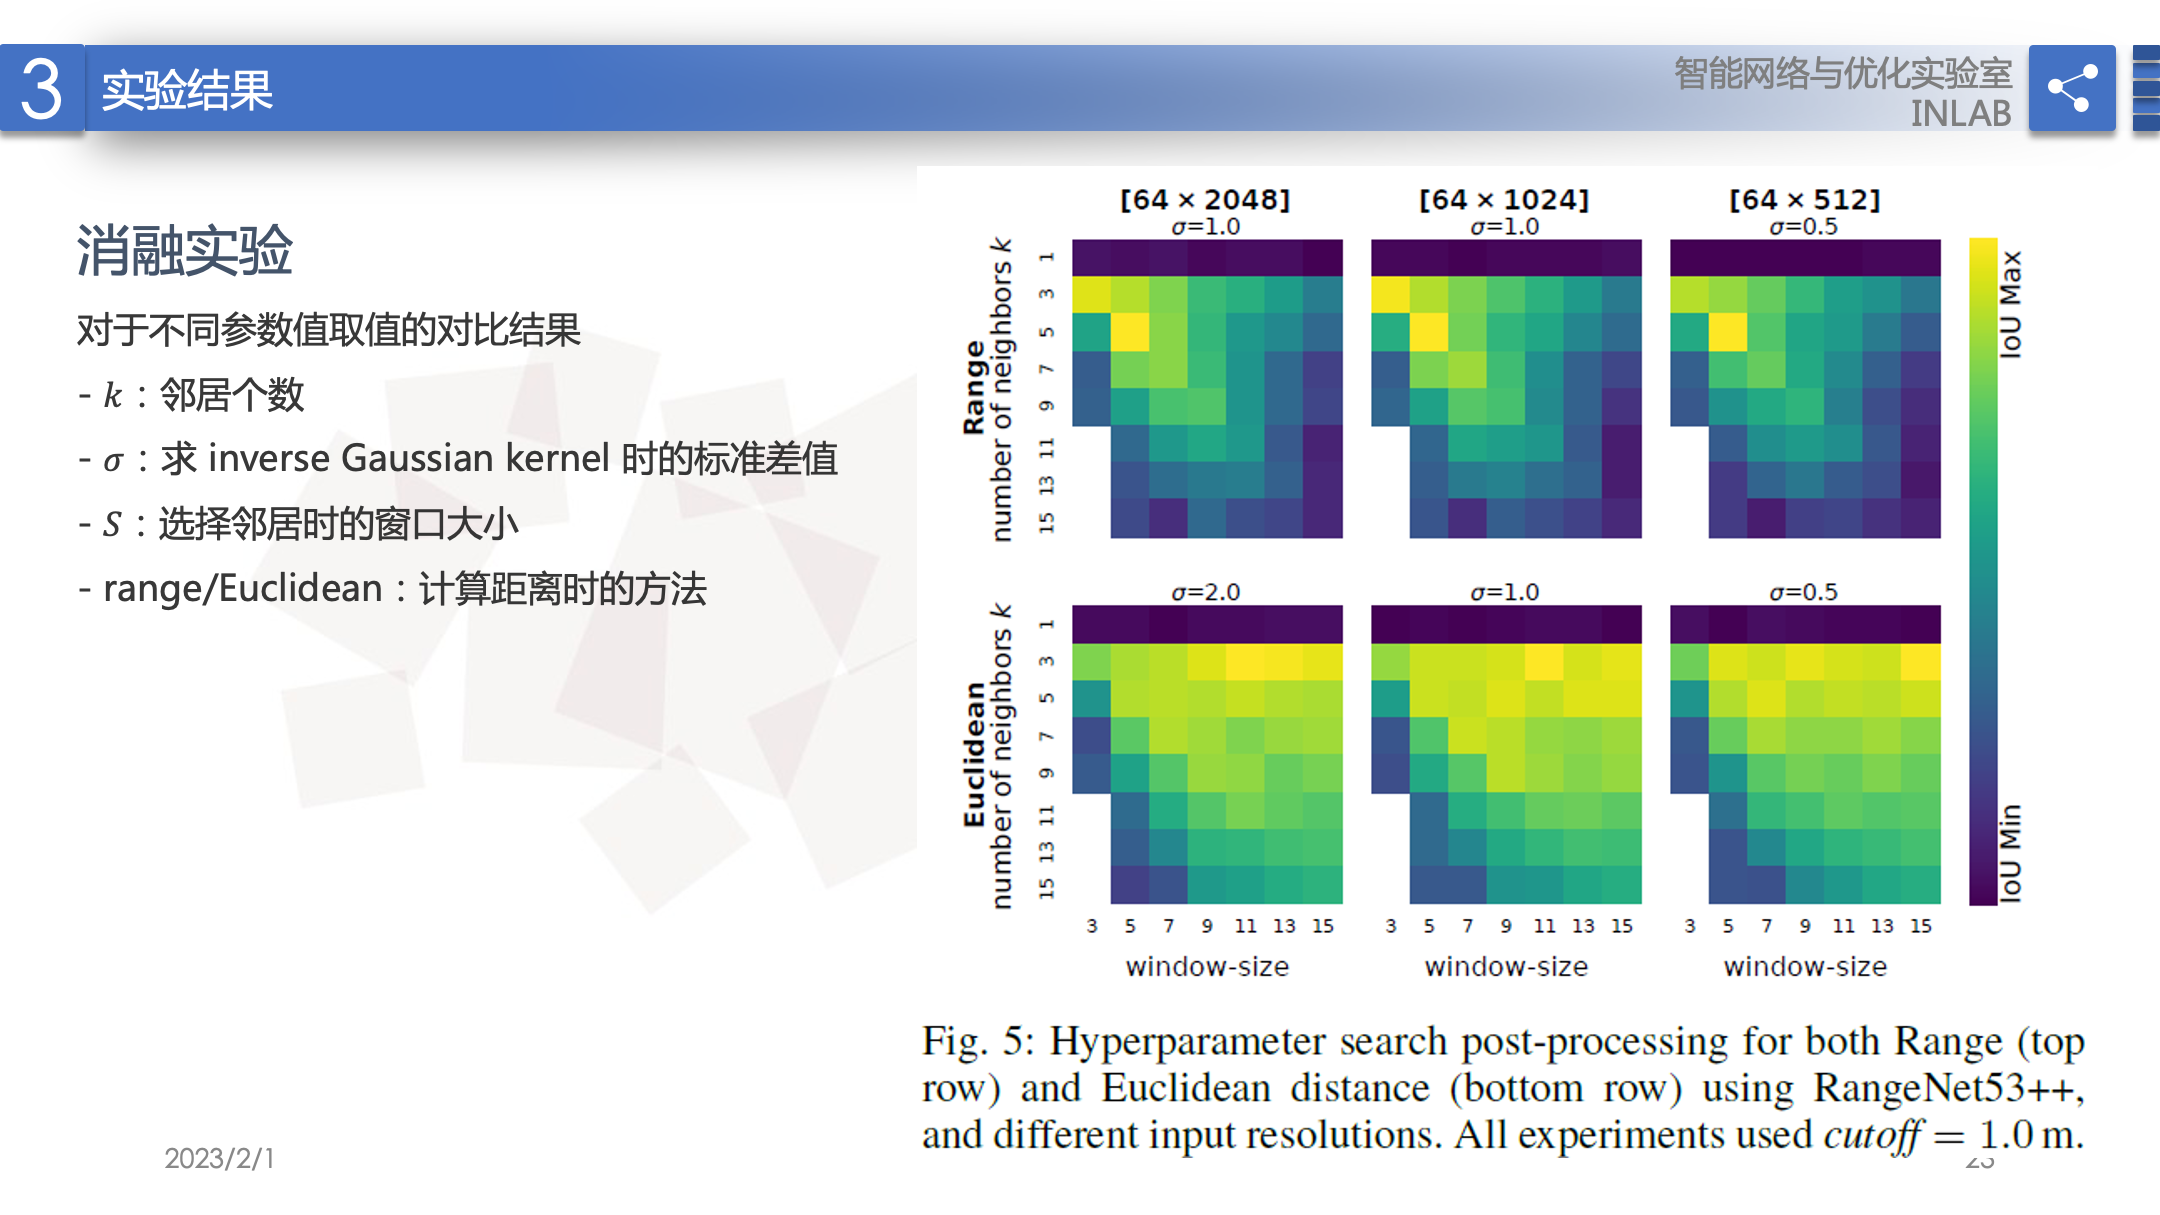 3 实验结果
智能网络与优化实验室
INLAB
消融实验
对于不同参数值取值的对比结果
- k：邻居个数
- σ：求 inverse Gaussian kernel 时的标准差值
- S：选择邻居时的窗口大小
- range/Euclidean：计算距离时的方法
[64 × 2048] [64 × 1024] [64 × 512]
σ=1.0 σ=1.0 σ=0.5
Range
number of neighbors k
1
3
5
7
9
11
13
15
σ=2.0 σ=1.0 σ=0.5
Euclidean
number of neighbors k
1
3
5
7
9
11
13
15
3 5 7 9 11 13 15 3 5 7 9 11 13 15 3 5 7 9 11 13 15
window-size window-size window-size
IoU Max
IoU Min
Fig. 5: Hyperparameter search post-processing for both Range (top
row) and Euclidean distance (bottom row) using RangeNet53++,
and different input resolutions. All experiments used cutoff = 1.0 m.
2023/2/1
23